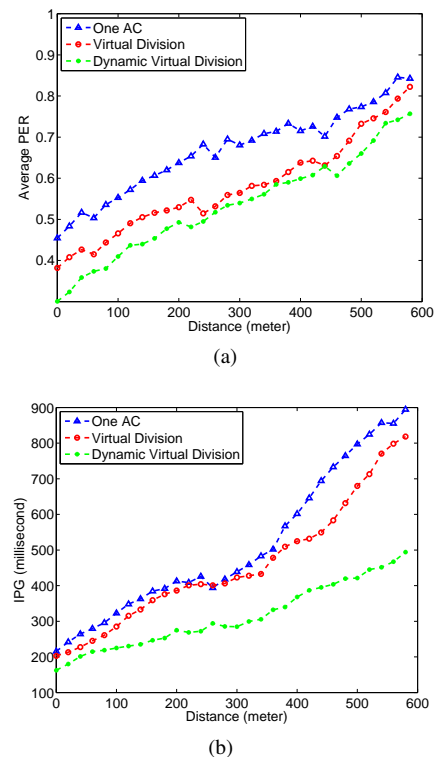 1
0.9
0.8
0.7
0.6
0.5
0.4
Average PER
One AC
Virtual Division
Dynamic Virtual Division
0 100 200 300 400 500 600
Distance (meter)
(a)
900
800
700
600
500
400
300
200
100
IPG (millisecond)
One AC
Virtual Division
Dynamic Virtual Division
0 100 200 300 400 500 600
Distance (meter)
(b)